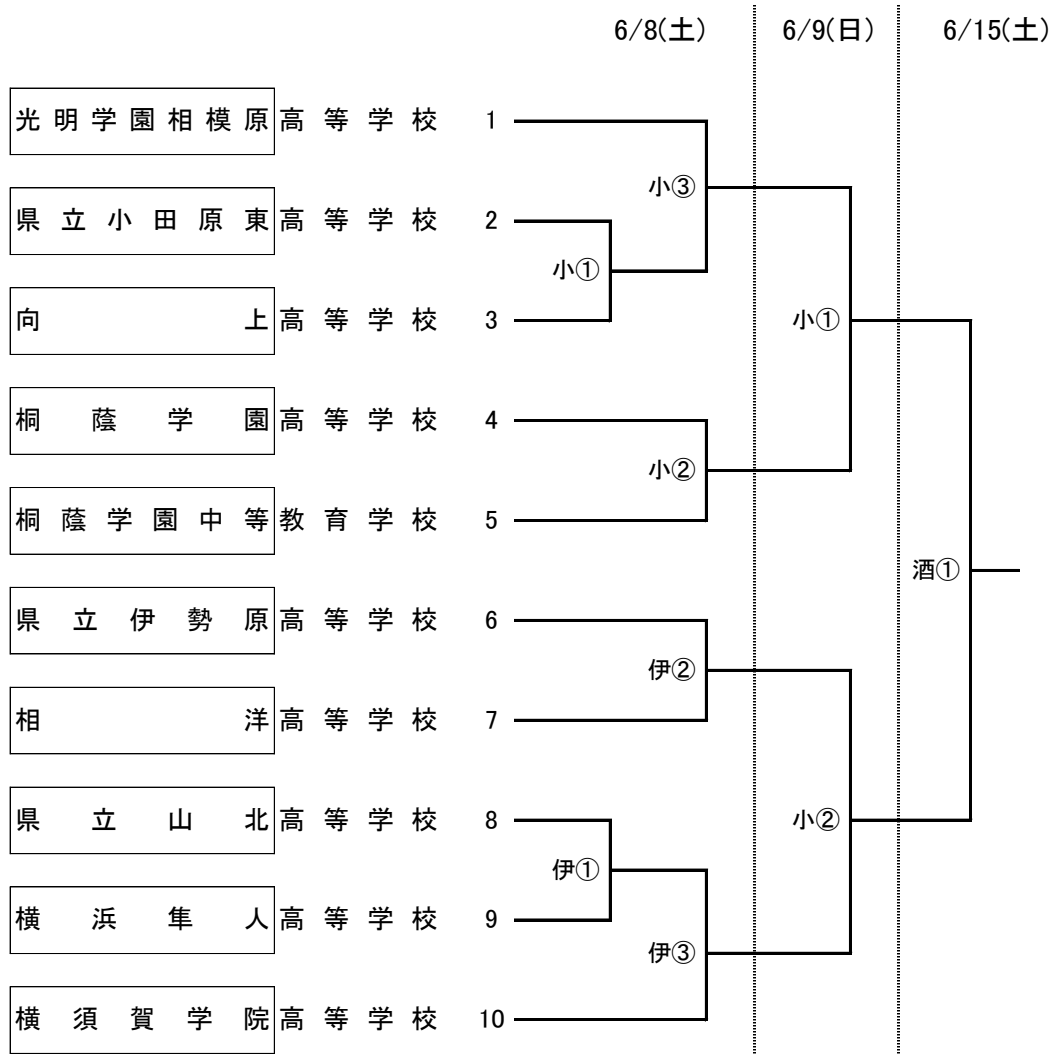 6/8(土) 6/9(日) 6/15(土)
光明学園相模原高等学校 1
小③
県立小田原東高等学校 2
小①
向上高等学校 3
小①
桐蔭学園高等学校 4
小②
桐蔭学園中等教育学校 5
酒①
県立伊勢原高等学校 6
伊②
相洋高等学校 7
県立山北高等学校 8
小②
伊①
横浜隼人高等学校 9
伊③
横須賀学院高等学校 10